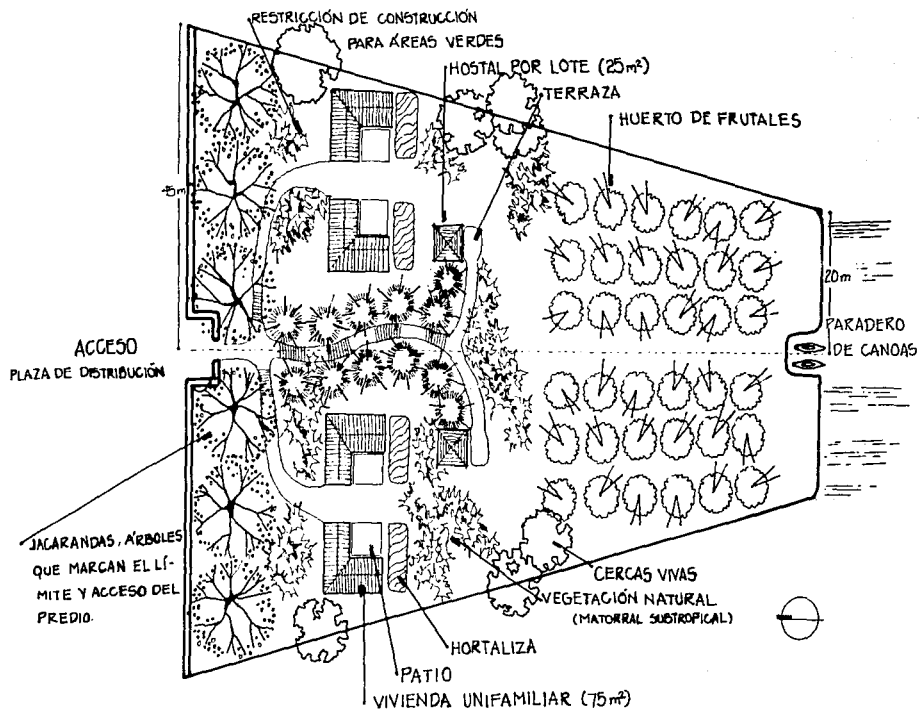 RESTRICCIÓN DE CONSTRUCCIÓN
PARA ÁREAS VERDES
HOSTAL POR LOTE (25m²)
TERRAZA
HUERTO DE FRUTALES
20m
PARADERO
DE CANOAS
ACCESO
PLAZA DE DISTRIBUCIÓN
JACARANDAS, ÁRBOLES
QUE MARCAN EL LÍ-
MITE Y ACCESO DEL
PREDIO.
CERCAS VIVAS
VEGETACIÓN NATURAL
(MATORRAL SUBTROPICAL)
HORTALIZA
PATIO
VIVIENDA UNIFAMILIAR (75m²)